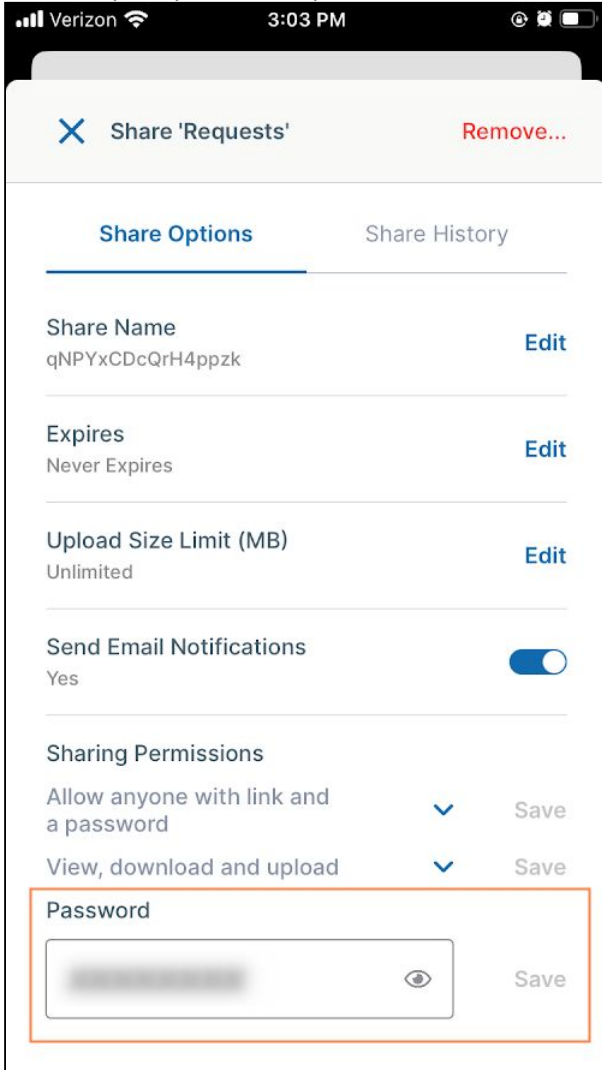 Verizon 3:03 PM
Share 'Requests' Remove...
Share Options Share History
Share Name
qNPYxCDcQrH4ppzk
Edit
Expires
Never Expires
Edit
Upload Size Limit (MB)
Unlimited
Edit
Send Email Notifications
Yes
Sharing Permissions
Allow anyone with link and
a password
Save
View, download and upload Save
Password
Save